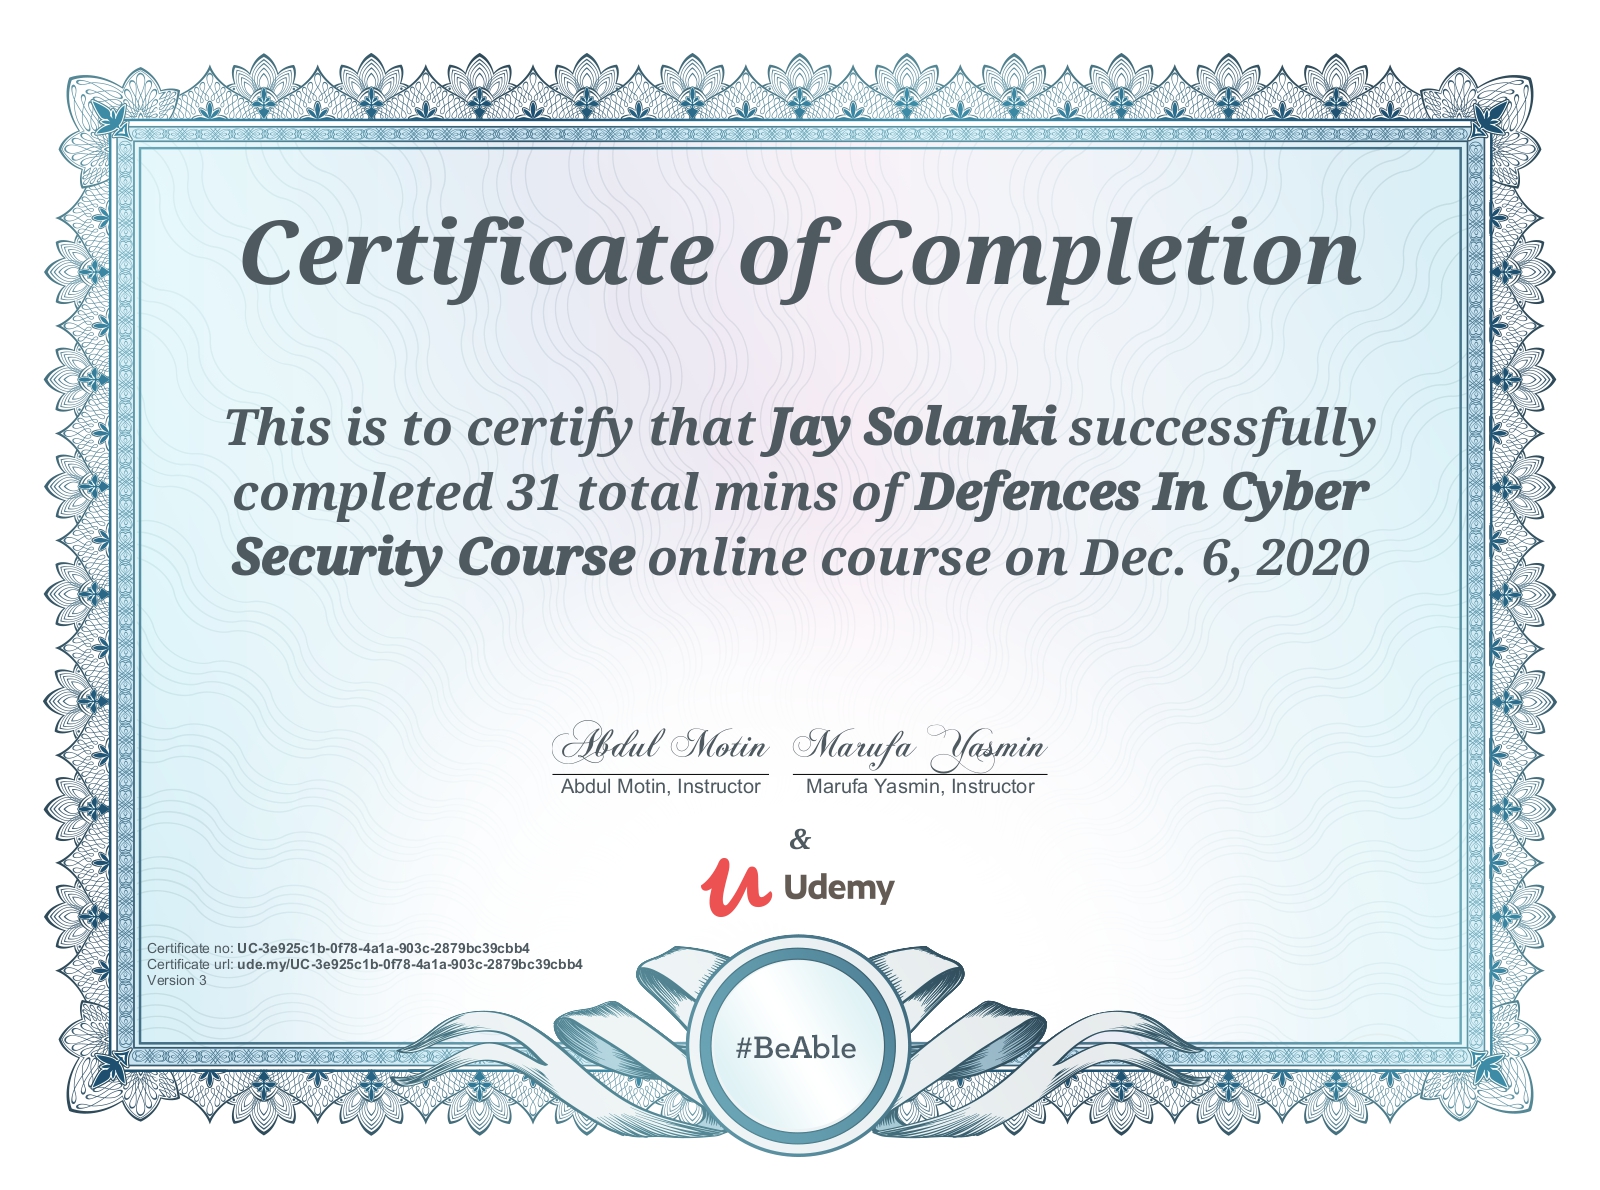 Certificate of Completion
This is to certify that Jay Solanki successfully
completed 31 total mins of Defences In Cyber
Security Course online course on Dec. 6, 2020
Abdul Motin Marufa Yasmin
Abdul Motin, Instructor Marufa Yasmin, Instructor
&
Udemy
Certificate no: UC-3e925c1b-0f78-4a1a-903c-2879bc39cbb4
Certificate url: ude.my/UC-3e925c1b-0f78-4a1a-903c-2879bc39cbb4
Version 3
#BeAble